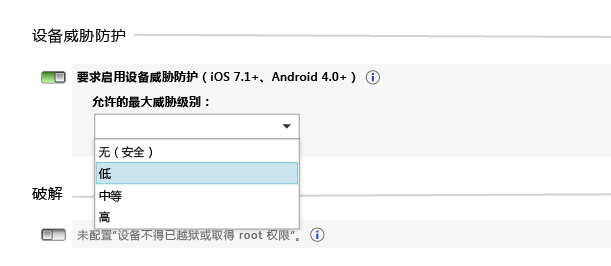 设备威胁防护
要求启用设备威胁防护（iOS 7.1+、Android 4.0+）
允许的最大威胁级别：
无（安全）
低
中等
高
破解
未配置“设备不得已越狱或取得 root 权限”。